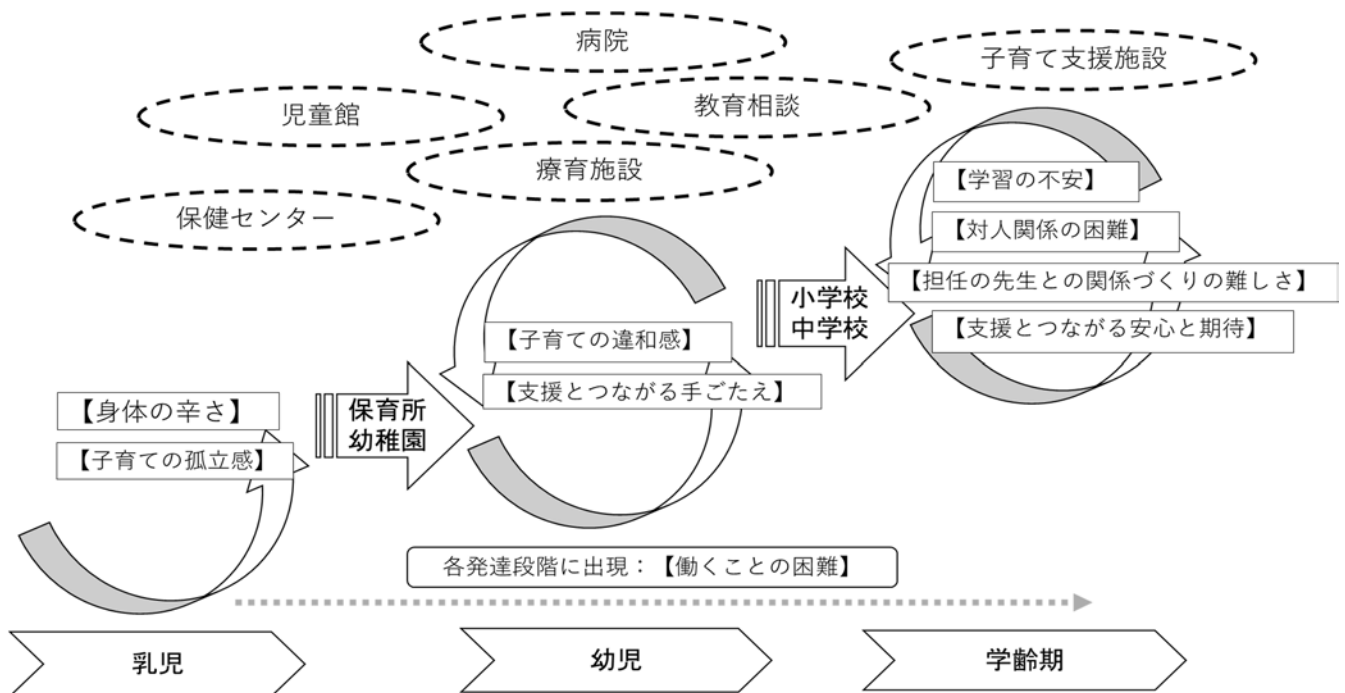 病院
子育て支援施設
児童館
教育相談
療育施設
保健センター
【学習の不安】
【対人関係の困難】
【担任の先生との関係づくりの難しさ】
【支援とつながる安心と期待】
小学校
中学校
【子育ての違和感】
【支援とつながる手ごたえ】
保育所
幼稚園
【身体の辛さ】
【子育ての孤立感】
各発達段階に出現：【働くことの困難】
乳児
幼児
学齢期